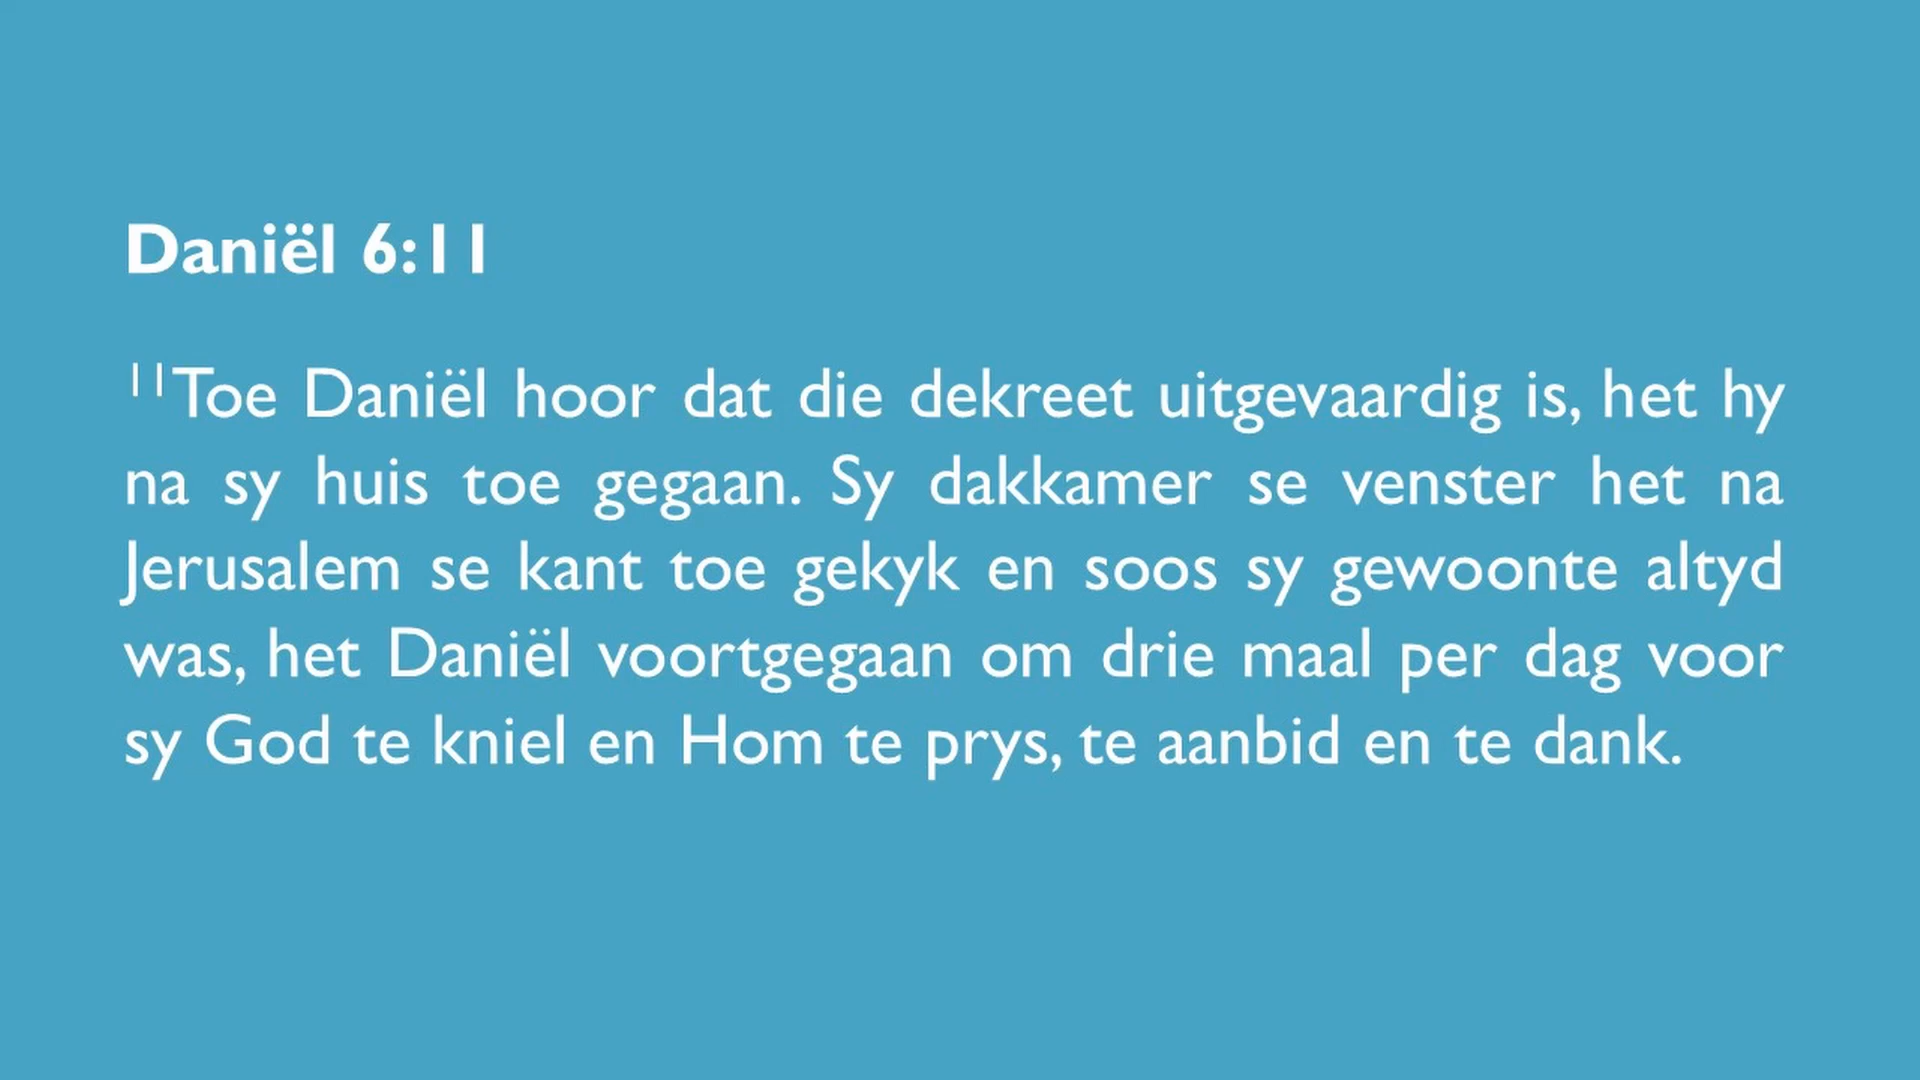 Daniël 6:11
11Toe Daniël hoor dat die dekreet uitgevaardig is, het hy
na sy huis toe gegaan. Sy dakkamer se venster het na
Jerusalem se kant toe gekyk en soos sy gewoonte altyd
was, het Daniël voortgegaan om drie maal per dag voor
sy God te kniel en Hom te prys, te aanbid en te dank.